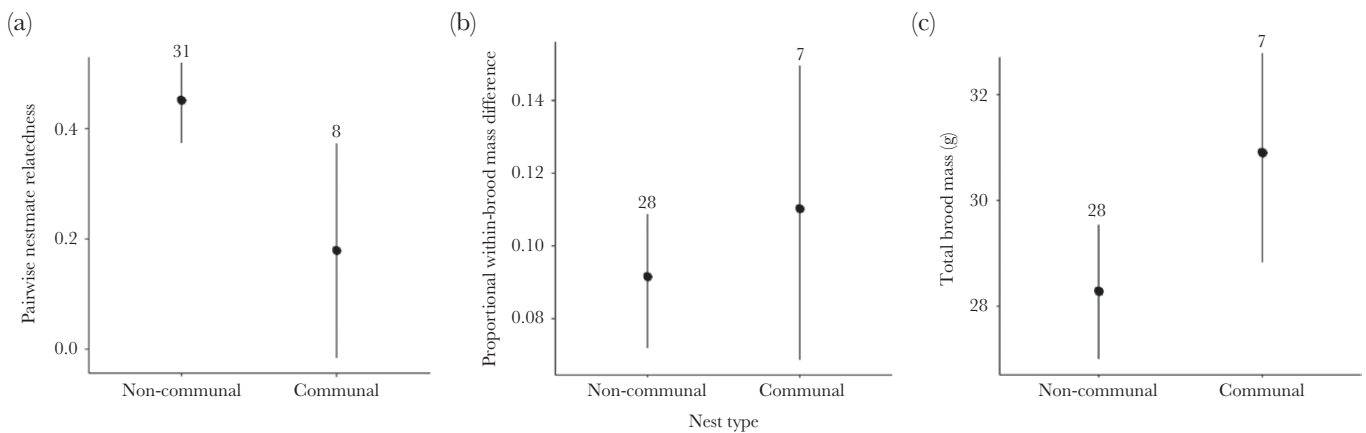 (a)
Pairwise nestmate relatedness
0.4
0.2
0.0
31
8
Non-communal
Communal
(b)
Proportional within-brood mass difference
0.14
0.12
0.10
0.08
28
7
Non-communal
Communal
Nest type
(c)
Total brood mass (g)
32
30
28
28
7
Non-communal
Communal